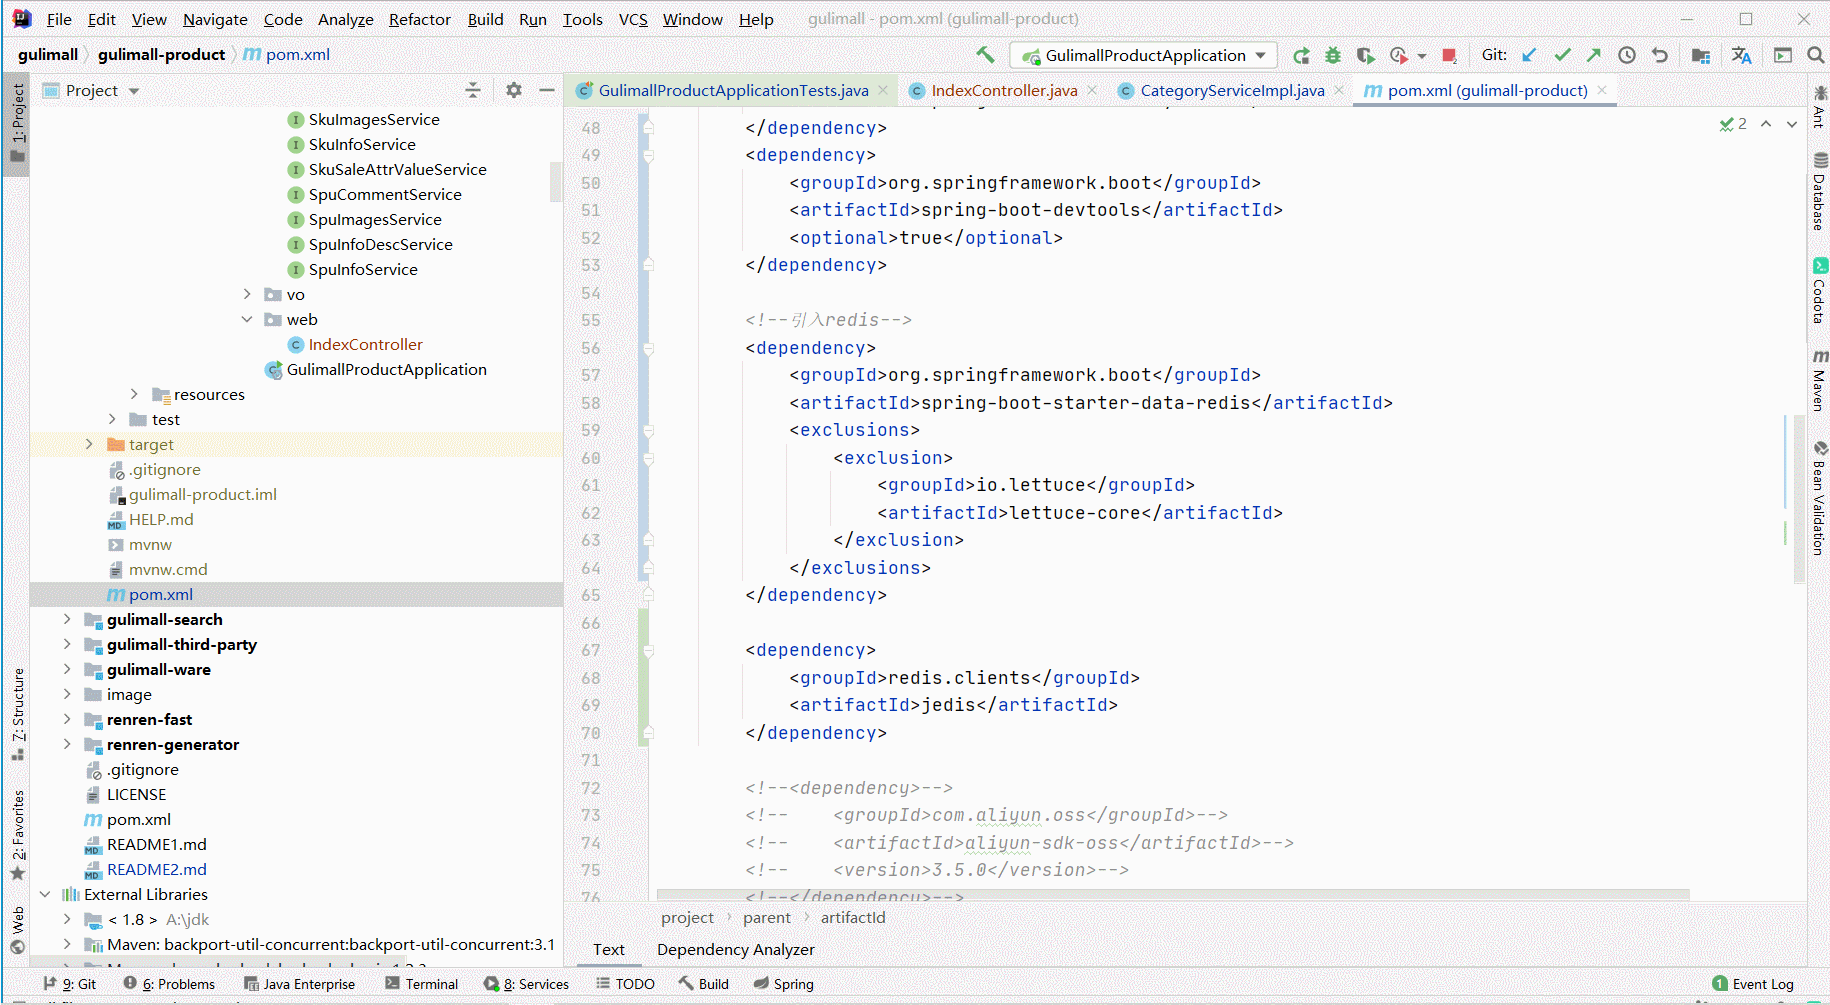 File Edit View Navigate Code Analyze Refactor Build Run Tools VCS Window Help gulimall - pom.xml (gulimall-product)
gulimall gulimall-product pom.xml GulimallProductApplication Git:
Project GulimallProductApplicationTests.java IndexController.java CategoryServiceImpl.java pom.xml (gulimall-product)
1: Project
7: Structure
2: Favorites
Web
SkuImagesService
SkuInfoService
SkuSaleAttrValueService
SpuCommentService
SpuImagesService
SpuInfoDescService
SpuInfoService
vo
web
IndexController
GulimallProductApplication
resources
test
target
.gitignore
gulimall-product.iml
HELP.md
mvnw
mvnw.cmd
pom.xml
gulimall-search
gulimall-third-party
gulimall-ware
image
renren-fast
renren-generator
.gitignore
LICENSE
pom.xml
README1.md
README2.md
External Libraries
< 1.8 > A:\jdk
Maven: backport-util-concurrent:backport-util-concurrent:3.1
2
48 </dependency>
49 <dependency>
50 <groupId>org.springframework.boot</groupId>
51 <artifactId>spring-boot-devtools</artifactId>
52 <optional>true</optional>
53 </dependency>
54
55 <!--引入redis-->
56 <dependency>
57 <groupId>org.springframework.boot</groupId>
58 <artifactId>spring-boot-starter-data-redis</artifactId>
59 <exclusions>
60 <exclusion>
61 <groupId>io.lettuce</groupId>
62 <artifactId>lettuce-core</artifactId>
63 </exclusion>
64 </exclusions>
65 </dependency>
66
67 <dependency>
68 <groupId>redis.clients</groupId>
69 <artifactId>jedis</artifactId>
70 </dependency>
71
72 <!--<dependency>-->
73 <!-- <groupId>com.aliyun.oss</groupId>-->
74 <!-- <artifactId>aliyun-sdk-oss</artifactId>-->
75 <!-- <version>3.5.0</version>-->
76 <!--</dependency>-->
project parent artifactId
Text Dependency Analyzer
Ant
Database
Codota
Maven
Bean Validation
9: Git 6: Problems Java Enterprise Terminal 8: Services TODO Build Spring 1 Event Log